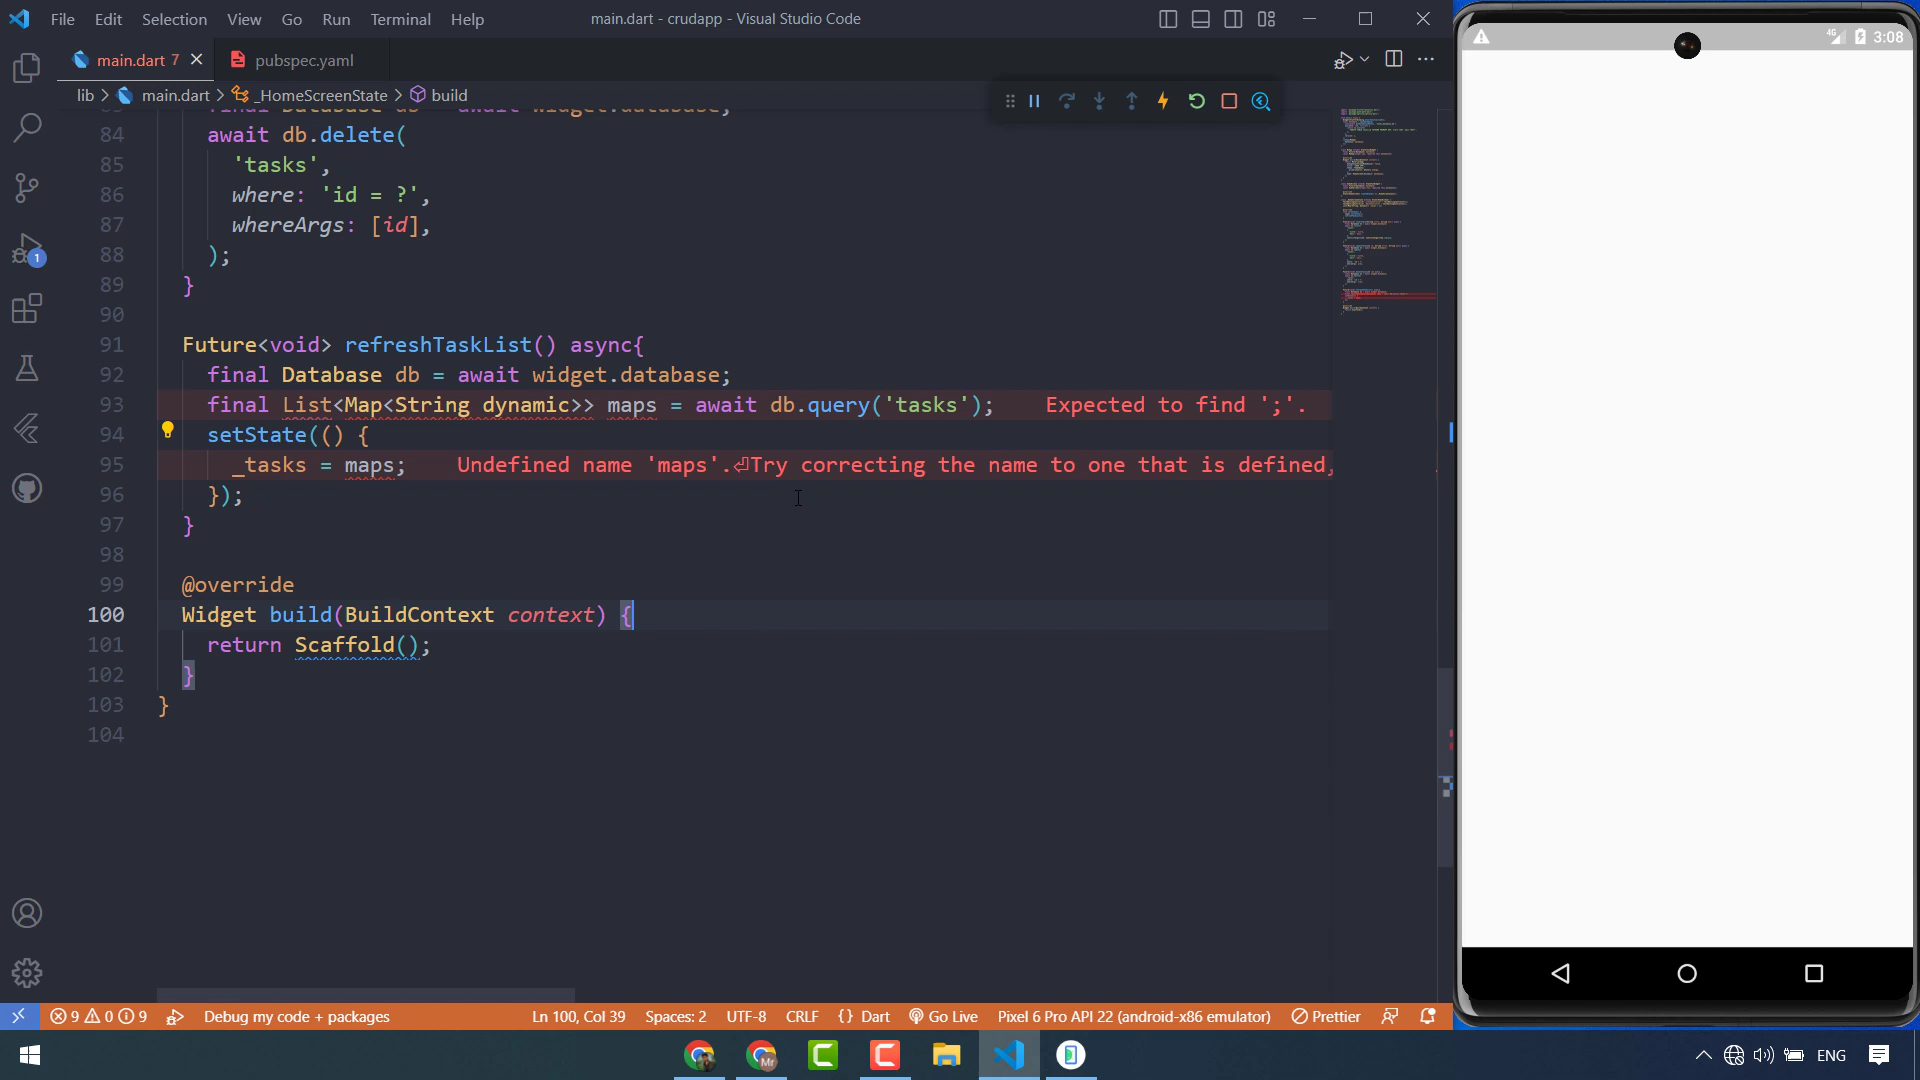 File Edit Selection View Go Run Terminal Help
main.dart - crudapp - Visual Studio Code
main.dart 7
pubspec.yaml
lib > main.dart > _HomeScreenState > build
84 await db.delete(
85 'tasks',
86 where: 'id = ?',
87 whereArgs: [id],
88 );
89 }
90
91 Future<void> refreshTaskList() async{
92 final Database db = await widget.database;
93 final List<Map<String dynamic>> maps = await db.query('tasks'); Expected to find ';'.
94 setState(() {
95 _tasks = maps; Undefined name 'maps'.⏎Try correcting the name to one that is defined,
96 });
97 }
98
99 @override
100 Widget build(BuildContext context) {
101 return Scaffold();
102 }
103 }
104
1
9 0 9 Debug my code + packages Ln 100, Col 39 Spaces: 2 UTF-8 CRLF {} Dart Go Live Pixel 6 Pro API 22 (android-x86 emulator) Prettier
ENG
4G 3:08
Mr